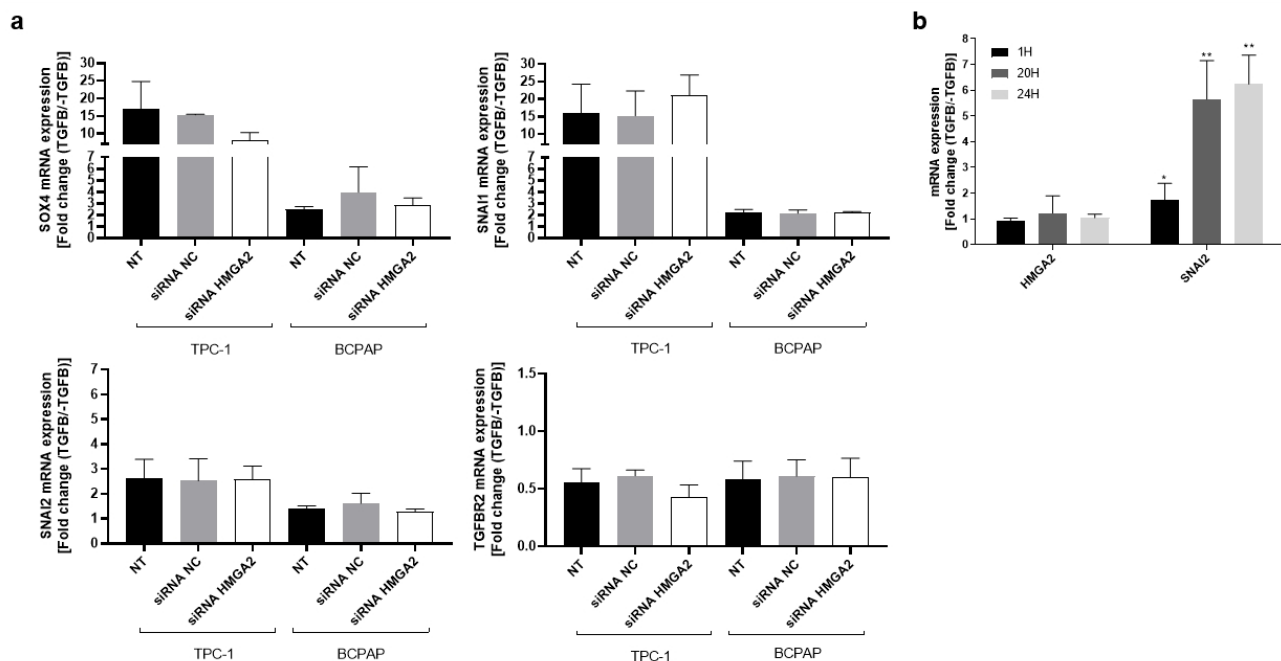 a
SOX4 mRNA expression
[Fold change (TGFB/-TGFB)]
30
25
20
15
10
7
6
5
4
3
2
1
0
NT
siRNA NC
siRNA HMGA2
NT
siRNA NC
siRNA HMGA2
TPC-1
BCPAP
SNAI1 mRNA expression
[Fold change (TGFB/-TGFB)]
30
25
20
15
10
7
6
5
4
3
2
1
0
NT
siRNA NC
siRNA HMGA2
NT
siRNA NC
siRNA HMGA2
TPC-1
BCPAP
b
mRNA expression
[Fold change (TGFB/-TGFB)]
8
7
6
5
4
3
2
1
0
1H
20H
24H
*
**
**
HMGA2
SNAI2
SNAI2 mRNA expression
[Fold change (TGFB/-TGFB)]
7
6
5
4
3
2
1
0
NT
siRNA NC
siRNA HMGA2
NT
siRNA NC
siRNA HMGA2
TPC-1
BCPAP
TGFBR2 mRNA expression
[Fold change (TGFB/-TGFB)]
1.5
1.0
0.5
0.0
NT
siRNA NC
siRNA HMGA2
NT
siRNA NC
siRNA HMGA2
TPC-1
BCPAP